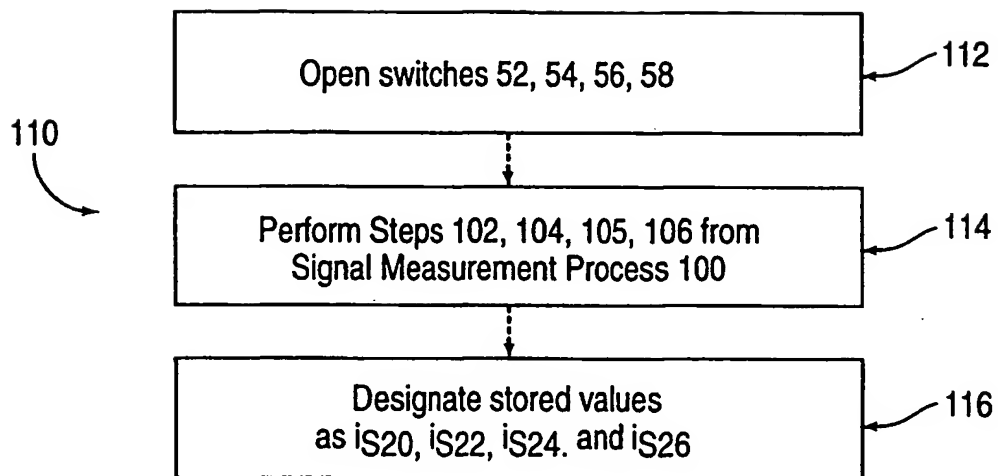 Open switches 52, 54, 56, 58
112
110
Perform Steps 102, 104, 105, 106 from
Signal Measurement Process 100
114
Designate stored values
as iS20, iS22, iS24. and iS26
116